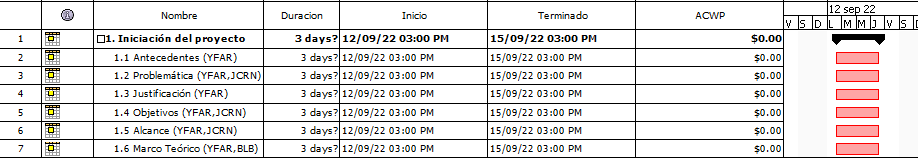 Nombre Duracion Inicio Terminado ACWP 12 sep 22
V S D L M M J V S D
1 1. Iniciación del proyecto 3 days? 12/09/22 03:00 PM 15/09/22 03:00 PM $0.00
2 1.1 Antecedentes (YFAR) 3 days? 12/09/22 03:00 PM 15/09/22 03:00 PM $0.00
3 1.2 Problemática (YFAR,JCRN) 3 days? 12/09/22 03:00 PM 15/09/22 03:00 PM $0.00
4 1.3 Justificación (YFAR) 3 days? 12/09/22 03:00 PM 15/09/22 03:00 PM $0.00
5 1.4 Objetivos (YFAR,JCRN) 3 days? 12/09/22 03:00 PM 15/09/22 03:00 PM $0.00
6 1.5 Alcance (YFAR,JCRN) 3 days? 12/09/22 03:00 PM 15/09/22 03:00 PM $0.00
7 1.6 Marco Teórico (YFAR,BLB) 3 days? 12/09/22 03:00 PM 15/09/22 03:00 PM $0.00